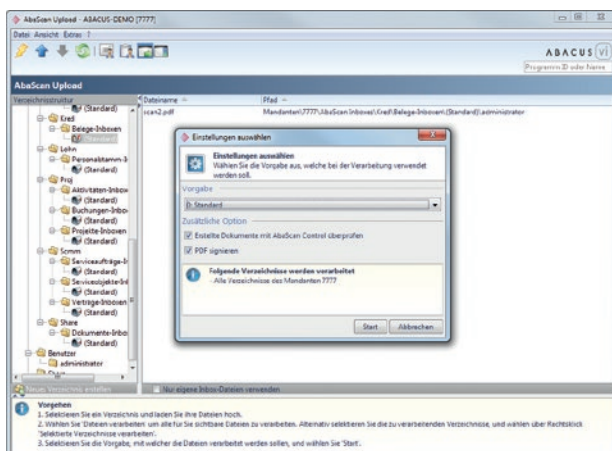 AbaScan Upload - ABACUS-DEMO [7777]
Datei Ansicht Extras ?
ABACUS vi
Programm ID oder Name
AbaScan Upload
Verzeichnisstruktur
Dateiname
Pfad
(Standard)
scan2.pdf
Mandanten\7777\AbaScan Inboxes\Kred\Belege-Inboxen\(Standard)\administrator
Kred
Belege-Inboxen
(Standard)
Lohn
Personalstamm-I
(Standard)
Proj
Aktivitäten-Inbox
(Standard)
Buchungen-Inbo
(Standard)
Projekte-Inboxen
(Standard)
Scmm
Serviceaufträge-I
(Standard)
Serviceobjekte-In
(Standard)
Verträge-Inboxen
(Standard)
Share
Dokumente-Inbo
(Standard)
Benutzer
administrator
Neues Verzeichnis erstellen
Nur eigene Inbox-Dateien verwenden
Einstellungen auswählen
Einstellungen auswählen
Wählen Sie die Vorgabe aus, welche bei der Verarbeitung verwendet
werden soll.
Vorgabe
D: Standard
Zusätzliche Option
Erstellte Dokumente mit AbaScan Control überprüfen
PDF signieren
Folgende Verzeichnisse werden verarbeitet
- Alle Verzeichnisse des Mandanten 7777
Start
Abbrechen
Vorgehen
1. Selektieren Sie ein Verzeichnis und laden Sie ihre Dateien hoch.
2. Wählen Sie 'Dateien verarbeiten' um alle für Sie sichtbare Dateien zu verarbeiten. Alternativ selektieren Sie die zu verarbeitenden Verzeichnisse, und wählen über Rechtsklick
'Selektierte Verzeichnisse verarbeiten'.
3. Selektieren Sie die Vorgabe, mit welcher die Dateien verarbeitet werden sollen, und wählen Sie 'Start'.